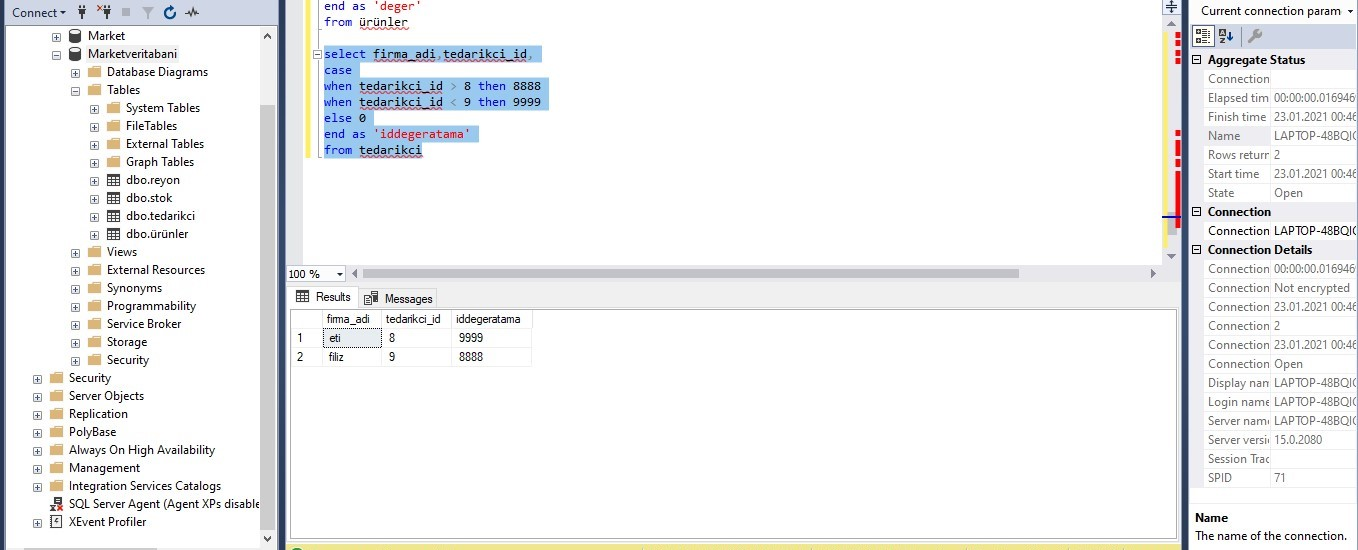 Connect
Market
Marketveritabani
Database Diagrams
Tables
System Tables
FileTables
External Tables
Graph Tables
dbo.reyon
dbo.stok
dbo.tedarikci
dbo.ürünler
Views
External Resources
Synonyms
Programmability
Service Broker
Storage
Security
Security
Server Objects
Replication
PolyBase
Always On High Availability
Management
Integration Services Catalogs
SQL Server Agent (Agent XPs disable
XEvent Profiler
end as 'deger'
from ürünler
select firma_adi,tedarikci_id,
case
when tedarikci_id > 8 then 8888
when tedarikci_id < 9 then 9999
else 0
end as 'iddegeratama'
from tedarikci
100 %
Results Messages
firma_adi tedarikci_id iddegeratama
1 eti 8 9999
2 filiz 9 8888
Current connection param
Aggregate Status
Connection
Elapsed tim 00:00:00.016946
Finish time 23.01.2021 00:46
Name LAPTOP-48BQIC
Rows returr 2
Start time 23.01.2021 00:46
State Open
Connection
Connection LAPTOP-48BQIC
Connection Details
Connection 00:00:00.016946
Connection Not encrypted
Connection 23.01.2021 00:46
Connection 2
Connection 23.01.2021 00:46
Connection Open
Display nam LAPTOP-48BQIC
Login name LAPTOP-48BQIC
Server name LAPTOP-48BQIC
Server versi 15.0.2080
Session Trac
SPID 71
Name
The name of the connection.